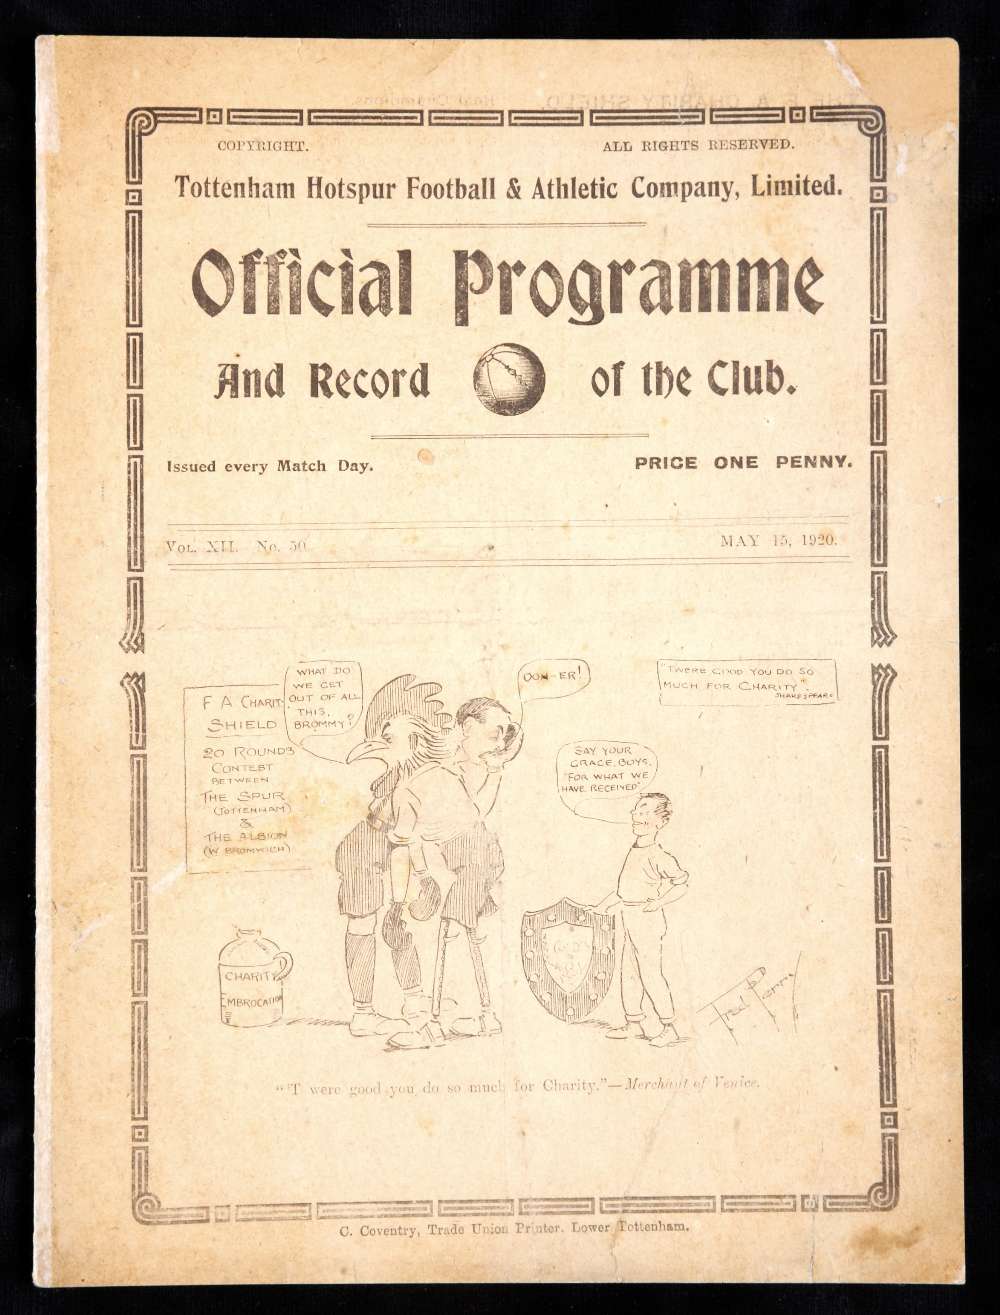 COPYRIGHT. ALL RIGHTS RESERVED.
Tottenham Hotspur Football & Athletic Company, Limited.
Official Programme
And Record of the Club.
Issued every Match Day. PRICE ONE PENNY.
VOL. XII. No. 50 MAY 15, 1920.
F A CHARIT
SHIELD
20 ROUNDS
CONTEST
BETWEEN
THE SPUR
(TOTTENHAM)
&
THE ALBION
(W BROMWICH)
WHAT DO
WE GET
OUT OF ALL
THIS,
BROMMY?
OON-ER!
"TWERE GOOD YOU DO SO
MUCH FOR CHARITY".
SHAKESPEARE
SAY YOUR
GRACE, BOYS,
"FOR WHAT WE
HAVE RECEIVED"
CHARITY
EMBROCATION
Fred Perry
"'T were good you do so much for Charity."—Merchant of Venice.
C. Coventry, Trade Union Printer, Lower Tottenham.